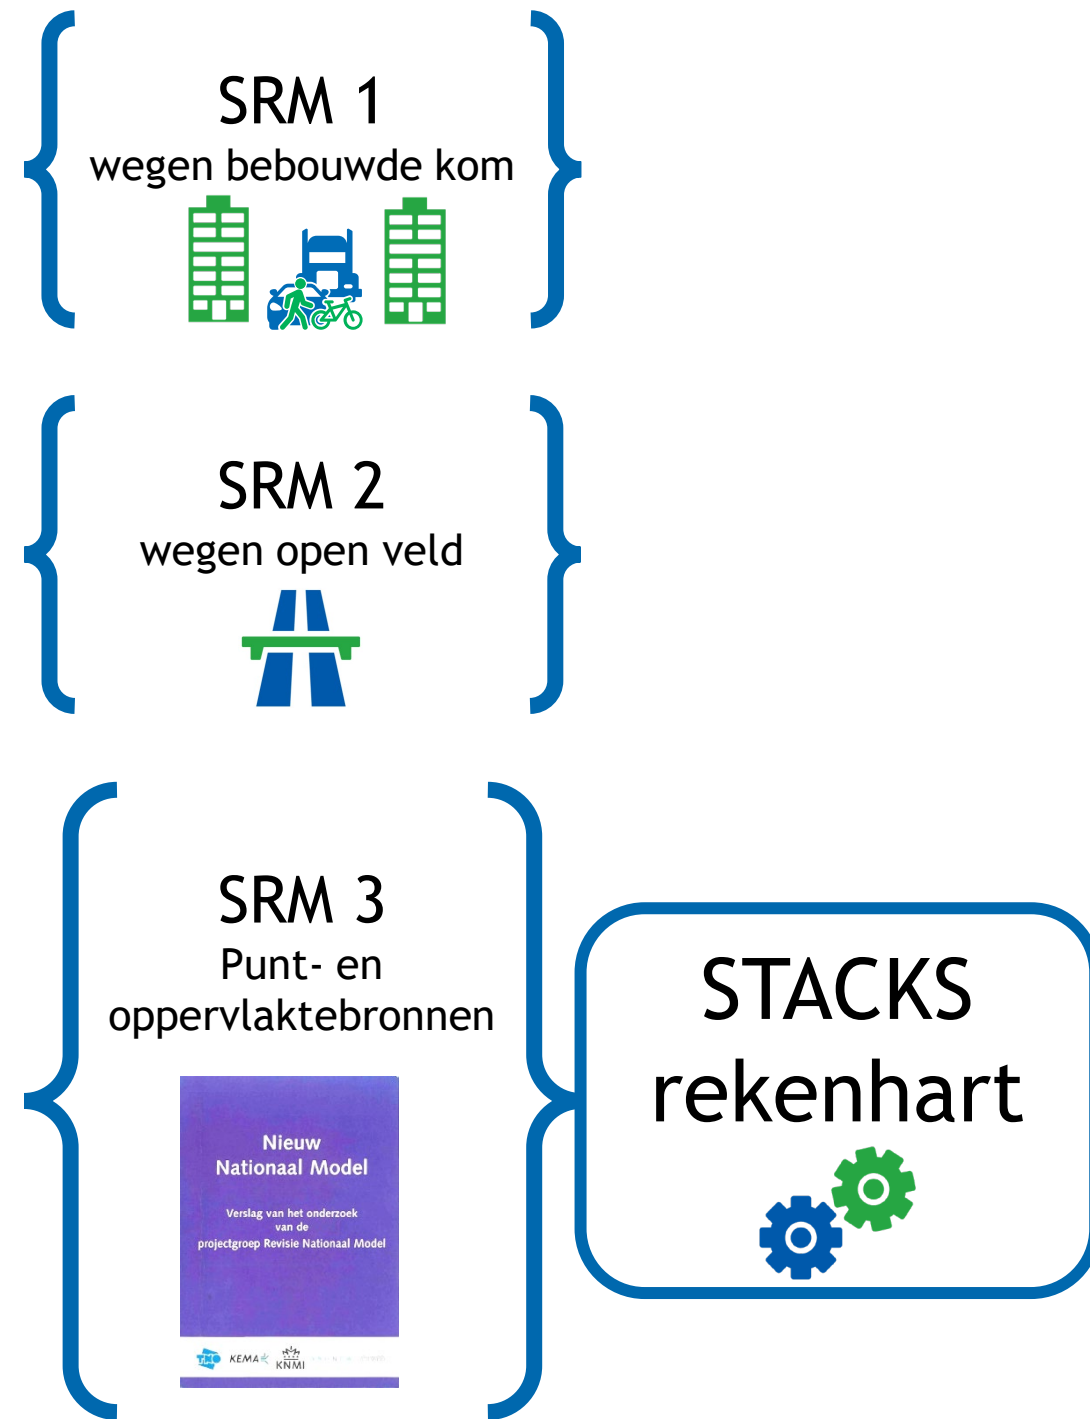 SRM 1
wegen bebouwde kom
SRM 2
wegen open veld
SRM 3
Punt- en
oppervlaktebronnen
Nieuw
Nationaal Model
Verslag van het onderzoek
van de
projectgroep Revisie Nationaal Model
TNO KEMA KNMI
STACKS
rekenhart